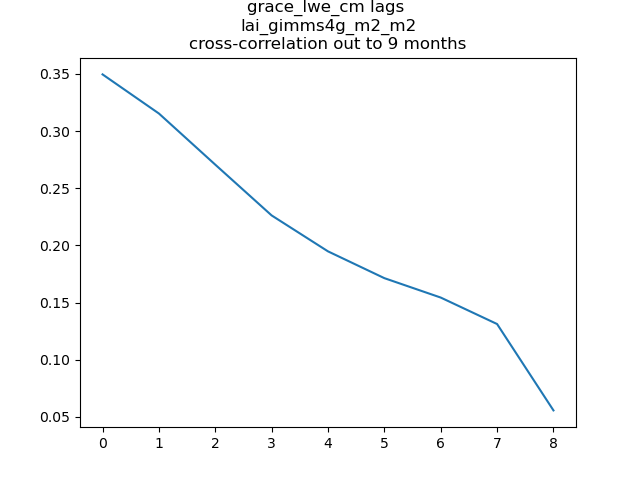 grace_lwe_cm lags
lai_gimms4g_m2_m2
cross-correlation out to 9 months
0.35
0.30
0.25
0.20
0.15
0.10
0.05
0 1 2 3 4 5 6 7 8